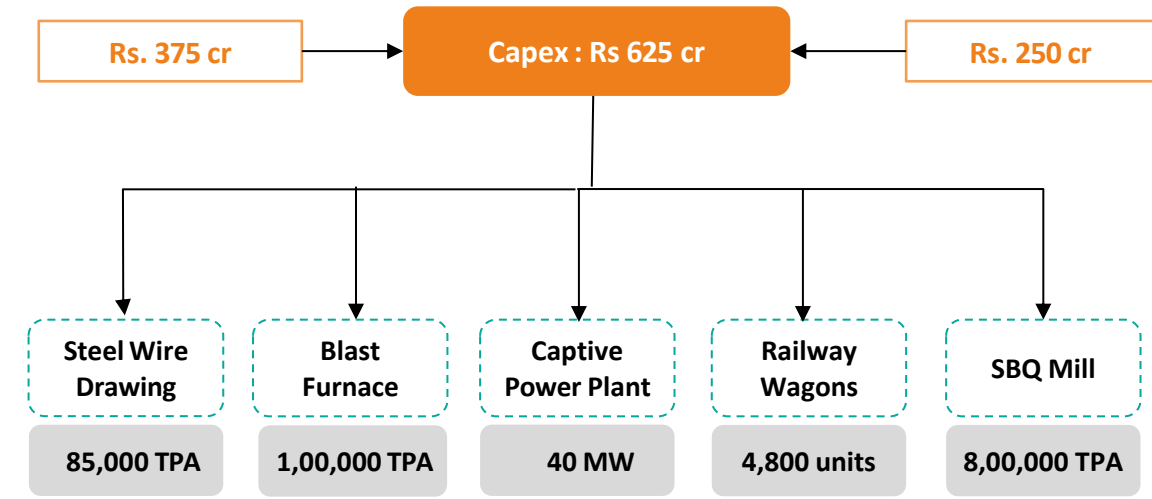 Rs. 375 cr
Capex : Rs 625 cr
Rs. 250 cr
Steel Wire
Drawing
Blast
Furnace
Captive
Power Plant
Railway
Wagons
SBQ Mill
85,000 TPA
1,00,000 TPA
40 MW
4,800 units
8,00,000 TPA